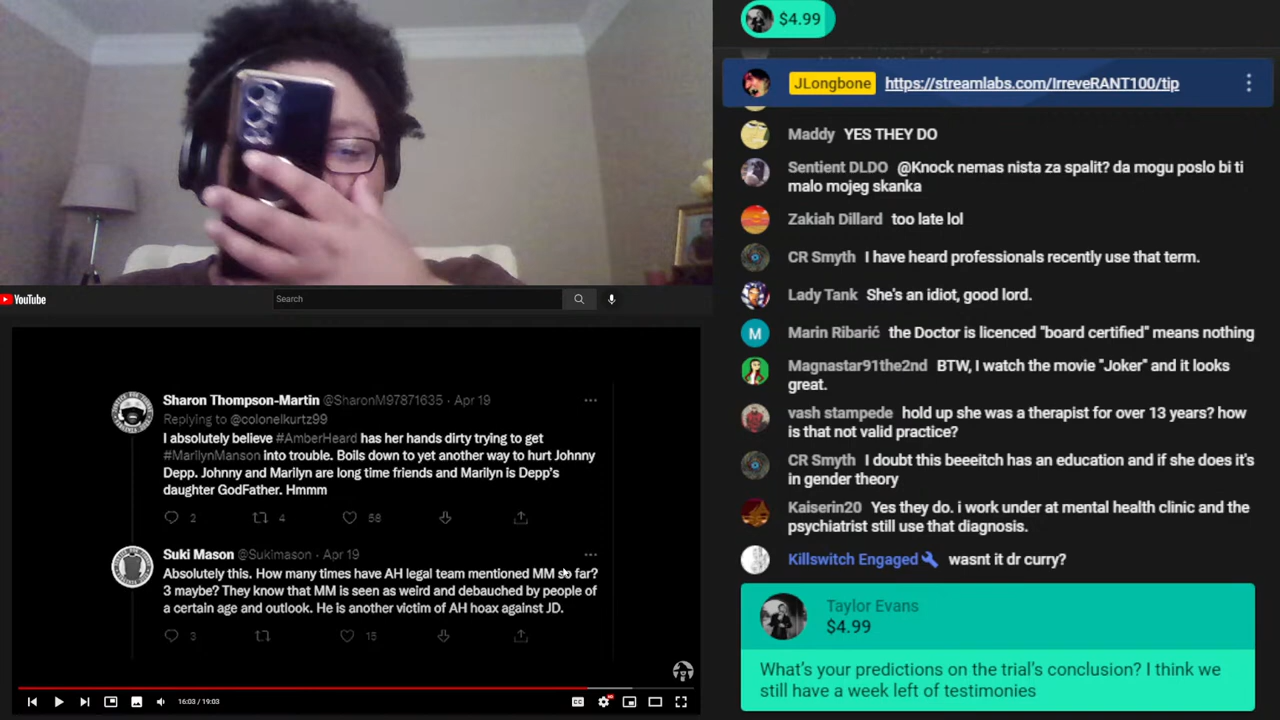 $4.99
JLongbone https://streamlabs.com/IrreveRANT100/tip
Maddy YES THEY DO
Sentient DLDO @Knock nemas nista za spalit? da mogu poslo bi ti
malo mojeg skanka
Zakiah Dillard too late lol
CR Smyth I have heard professionals recently use that term.
Lady Tank She's an idiot, good lord.
Marin Ribarić the Doctor is licenced "board certified" means nothing
Magnastar91the2nd BTW, I watch the movie "Joker" and it looks
great.
vash stampede hold up she was a therapist for over 13 years? how
is that not valid practice?
CR Smyth I doubt this beeeitch has an education and if she does it's
in gender theory
Kaiserin20 Yes they do. i work under at mental health clinic and the
psychiatrist still use that diagnosis.
Killswitch Engaged wasnt it dr curry?
Taylor Evans
$4.99
What's your predictions on the trial's conclusion? I think we
still have a week left of testimonies
YouTube
Search
Sharon Thompson-Martin @SharonM97871635 · Apr 19
Replying to @colonelkurtz99
I absolutely believe #AmberHeard has her hands dirty trying to get
#MarilynManson into trouble. Boils down to yet another way to hurt Johnny
Depp. Johnny and Marilyn are long time friends and Marilyn is Depp's
daughter GodFather. Hmmm
2 4 58
Suki Mason @Sukimason · Apr 19
Absolutely this. How many times have AH legal team mentioned MM so far?
3 maybe? They know that MM is seen as weird and debauched by people of
a certain age and outlook. He is another victim of AH hoax against JD.
3 15
16:03 / 19:03